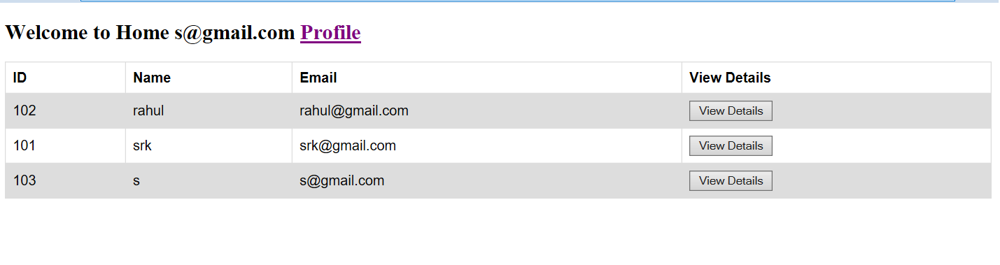 Welcome to Home s@gmail.com Profile
ID Name Email View Details
102 rahul rahul@gmail.com View Details
101 srk srk@gmail.com View Details
103 s s@gmail.com View Details